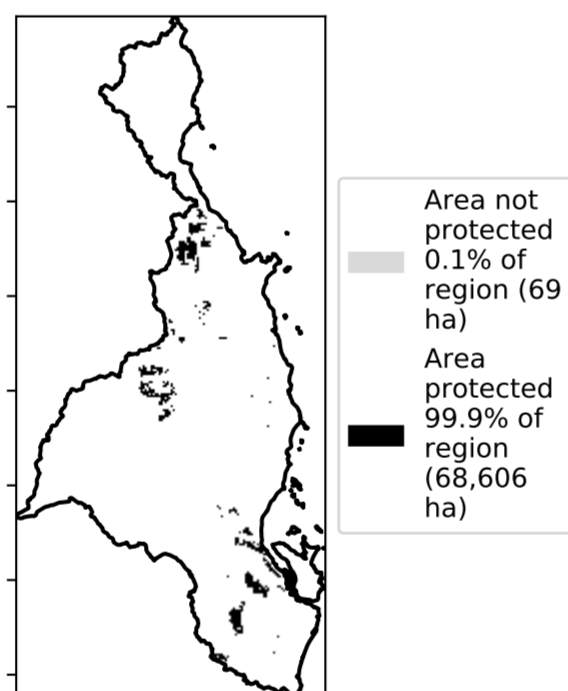 Area not
protected
0.1% of
region (69
ha)
Area
protected
99.9% of
region
(68,606
ha)